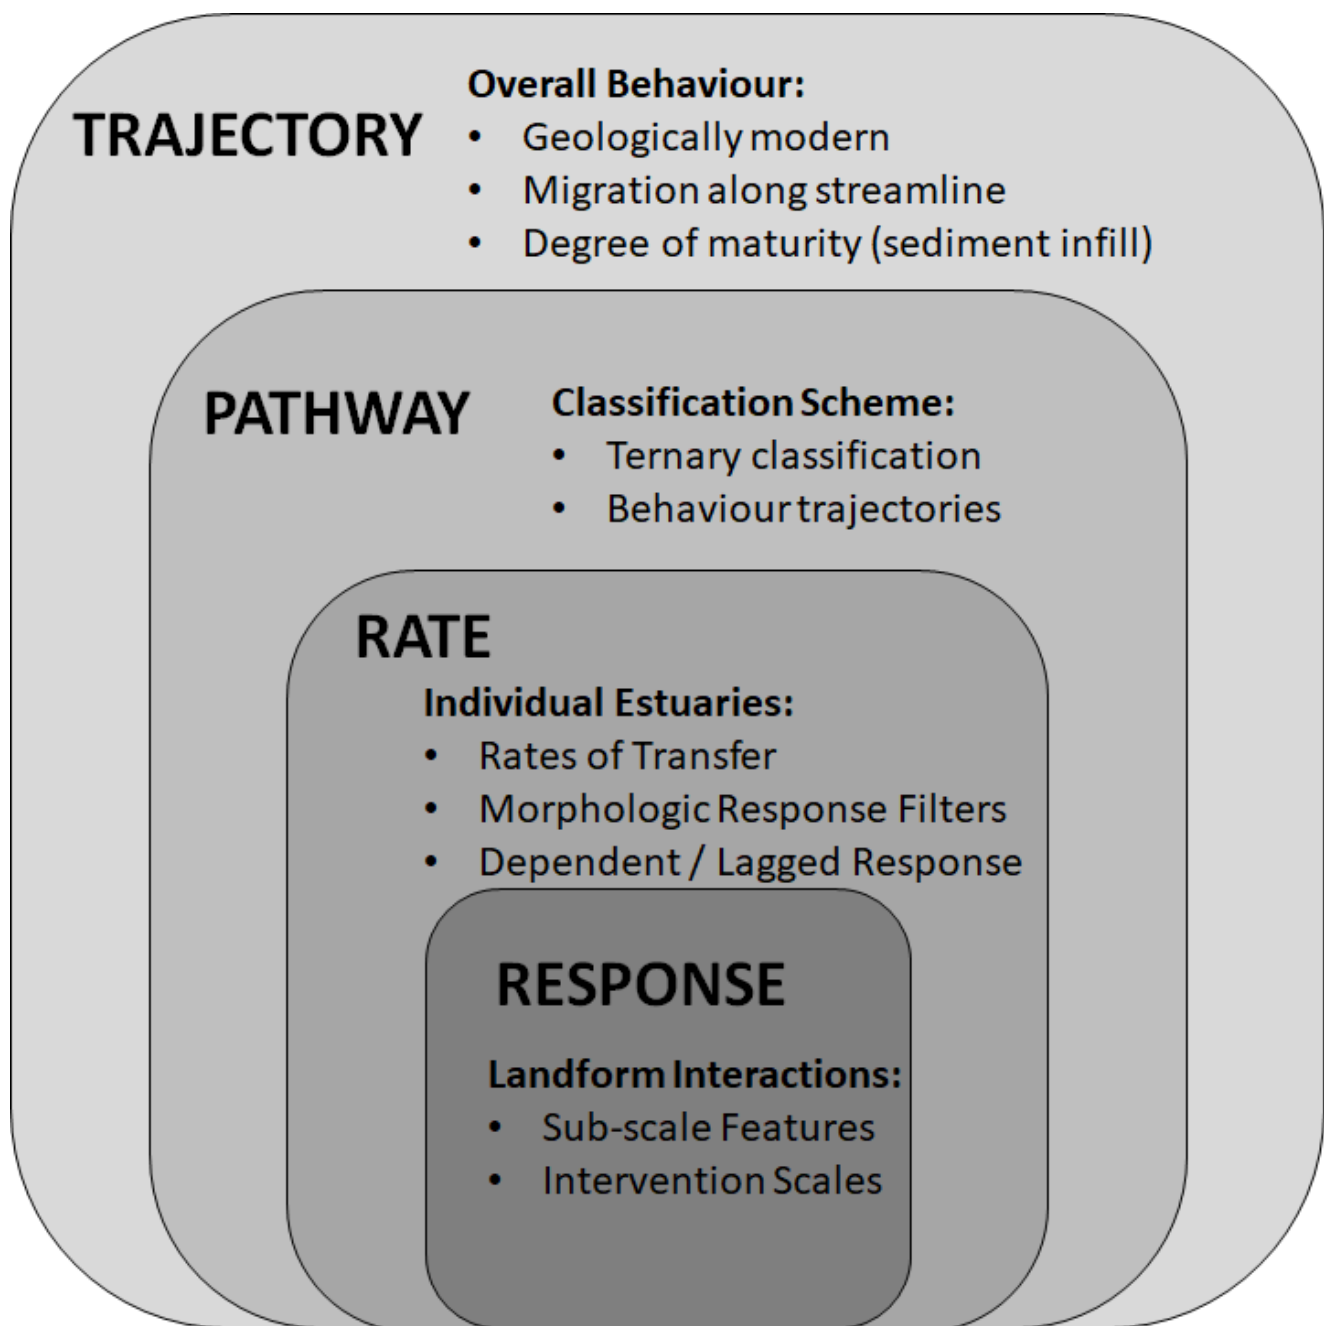 TRAJECTORY
Overall Behaviour:
• Geologically modern
• Migration along streamline
• Degree of maturity (sediment infill)
PATHWAY
Classification Scheme:
• Ternary classification
• Behaviour trajectories
RATE
Individual Estuaries:
• Rates of Transfer
• Morphologic Response Filters
• Dependent / Lagged Response
RESPONSE
Landform Interactions:
• Sub-scale Features
• Intervention Scales